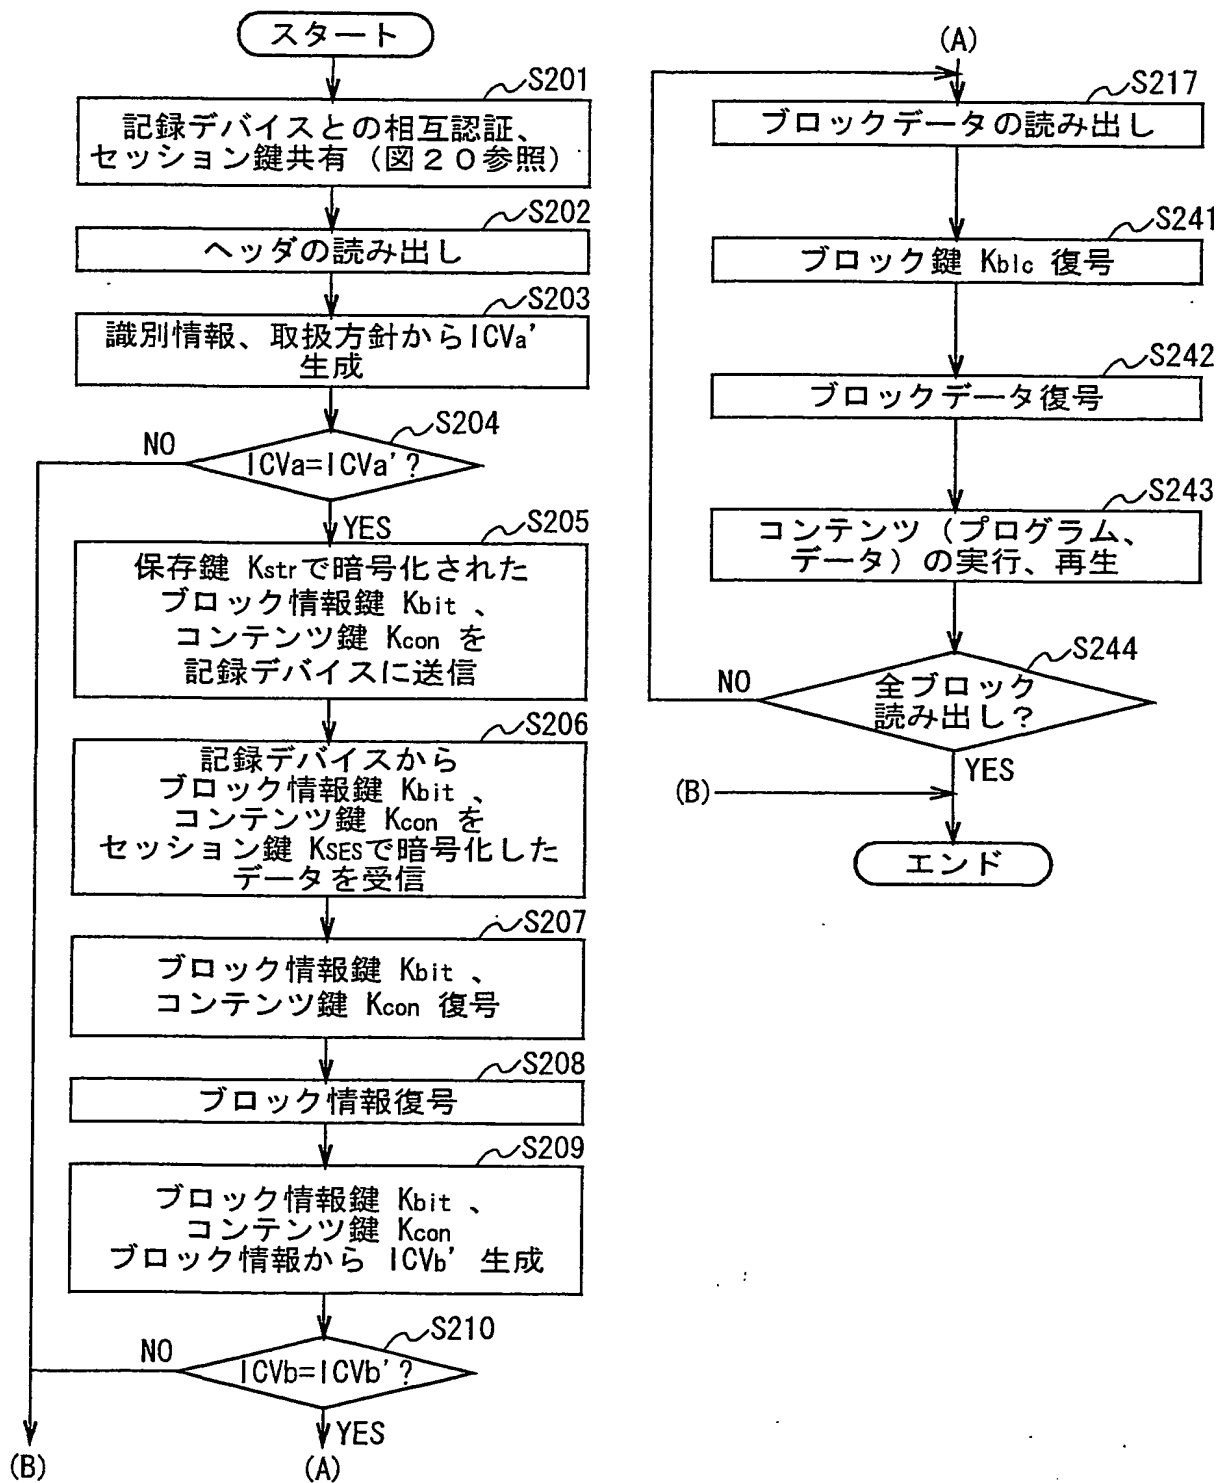 スタート
S201
記録デバイスとの相互認証、
セッション鍵共有（図２０参照）
S202
ヘッダの読み出し
S203
識別情報、取扱方針からICVa'
生成
S204
ICVa=ICVa'?
NO
YES
S205
保存鍵 Kstrで暗号化された
ブロック情報鍵 Kbit 、
コンテンツ鍵 Kcon を
記録デバイスに送信
S206
記録デバイスから
ブロック情報鍵 Kbit 、
コンテンツ鍵 Kcon を
セッション鍵 KSESで暗号化した
データを受信
S207
ブロック情報鍵 Kbit 、
コンテンツ鍵 Kcon 復号
S208
ブロック情報復号
S209
ブロック情報鍵 Kbit 、
コンテンツ鍵 Kcon
ブロック情報から ICVb' 生成
S210
ICVb=ICVb'?
NO
YES
(B)
(A)
(A)
S217
ブロックデータの読み出し
S241
ブロック鍵 Kblc 復号
S242
ブロックデータ復号
S243
コンテンツ（プログラム、
データ）の実行、再生
S244
全ブロック
読み出し？
NO
YES
(B)
エンド